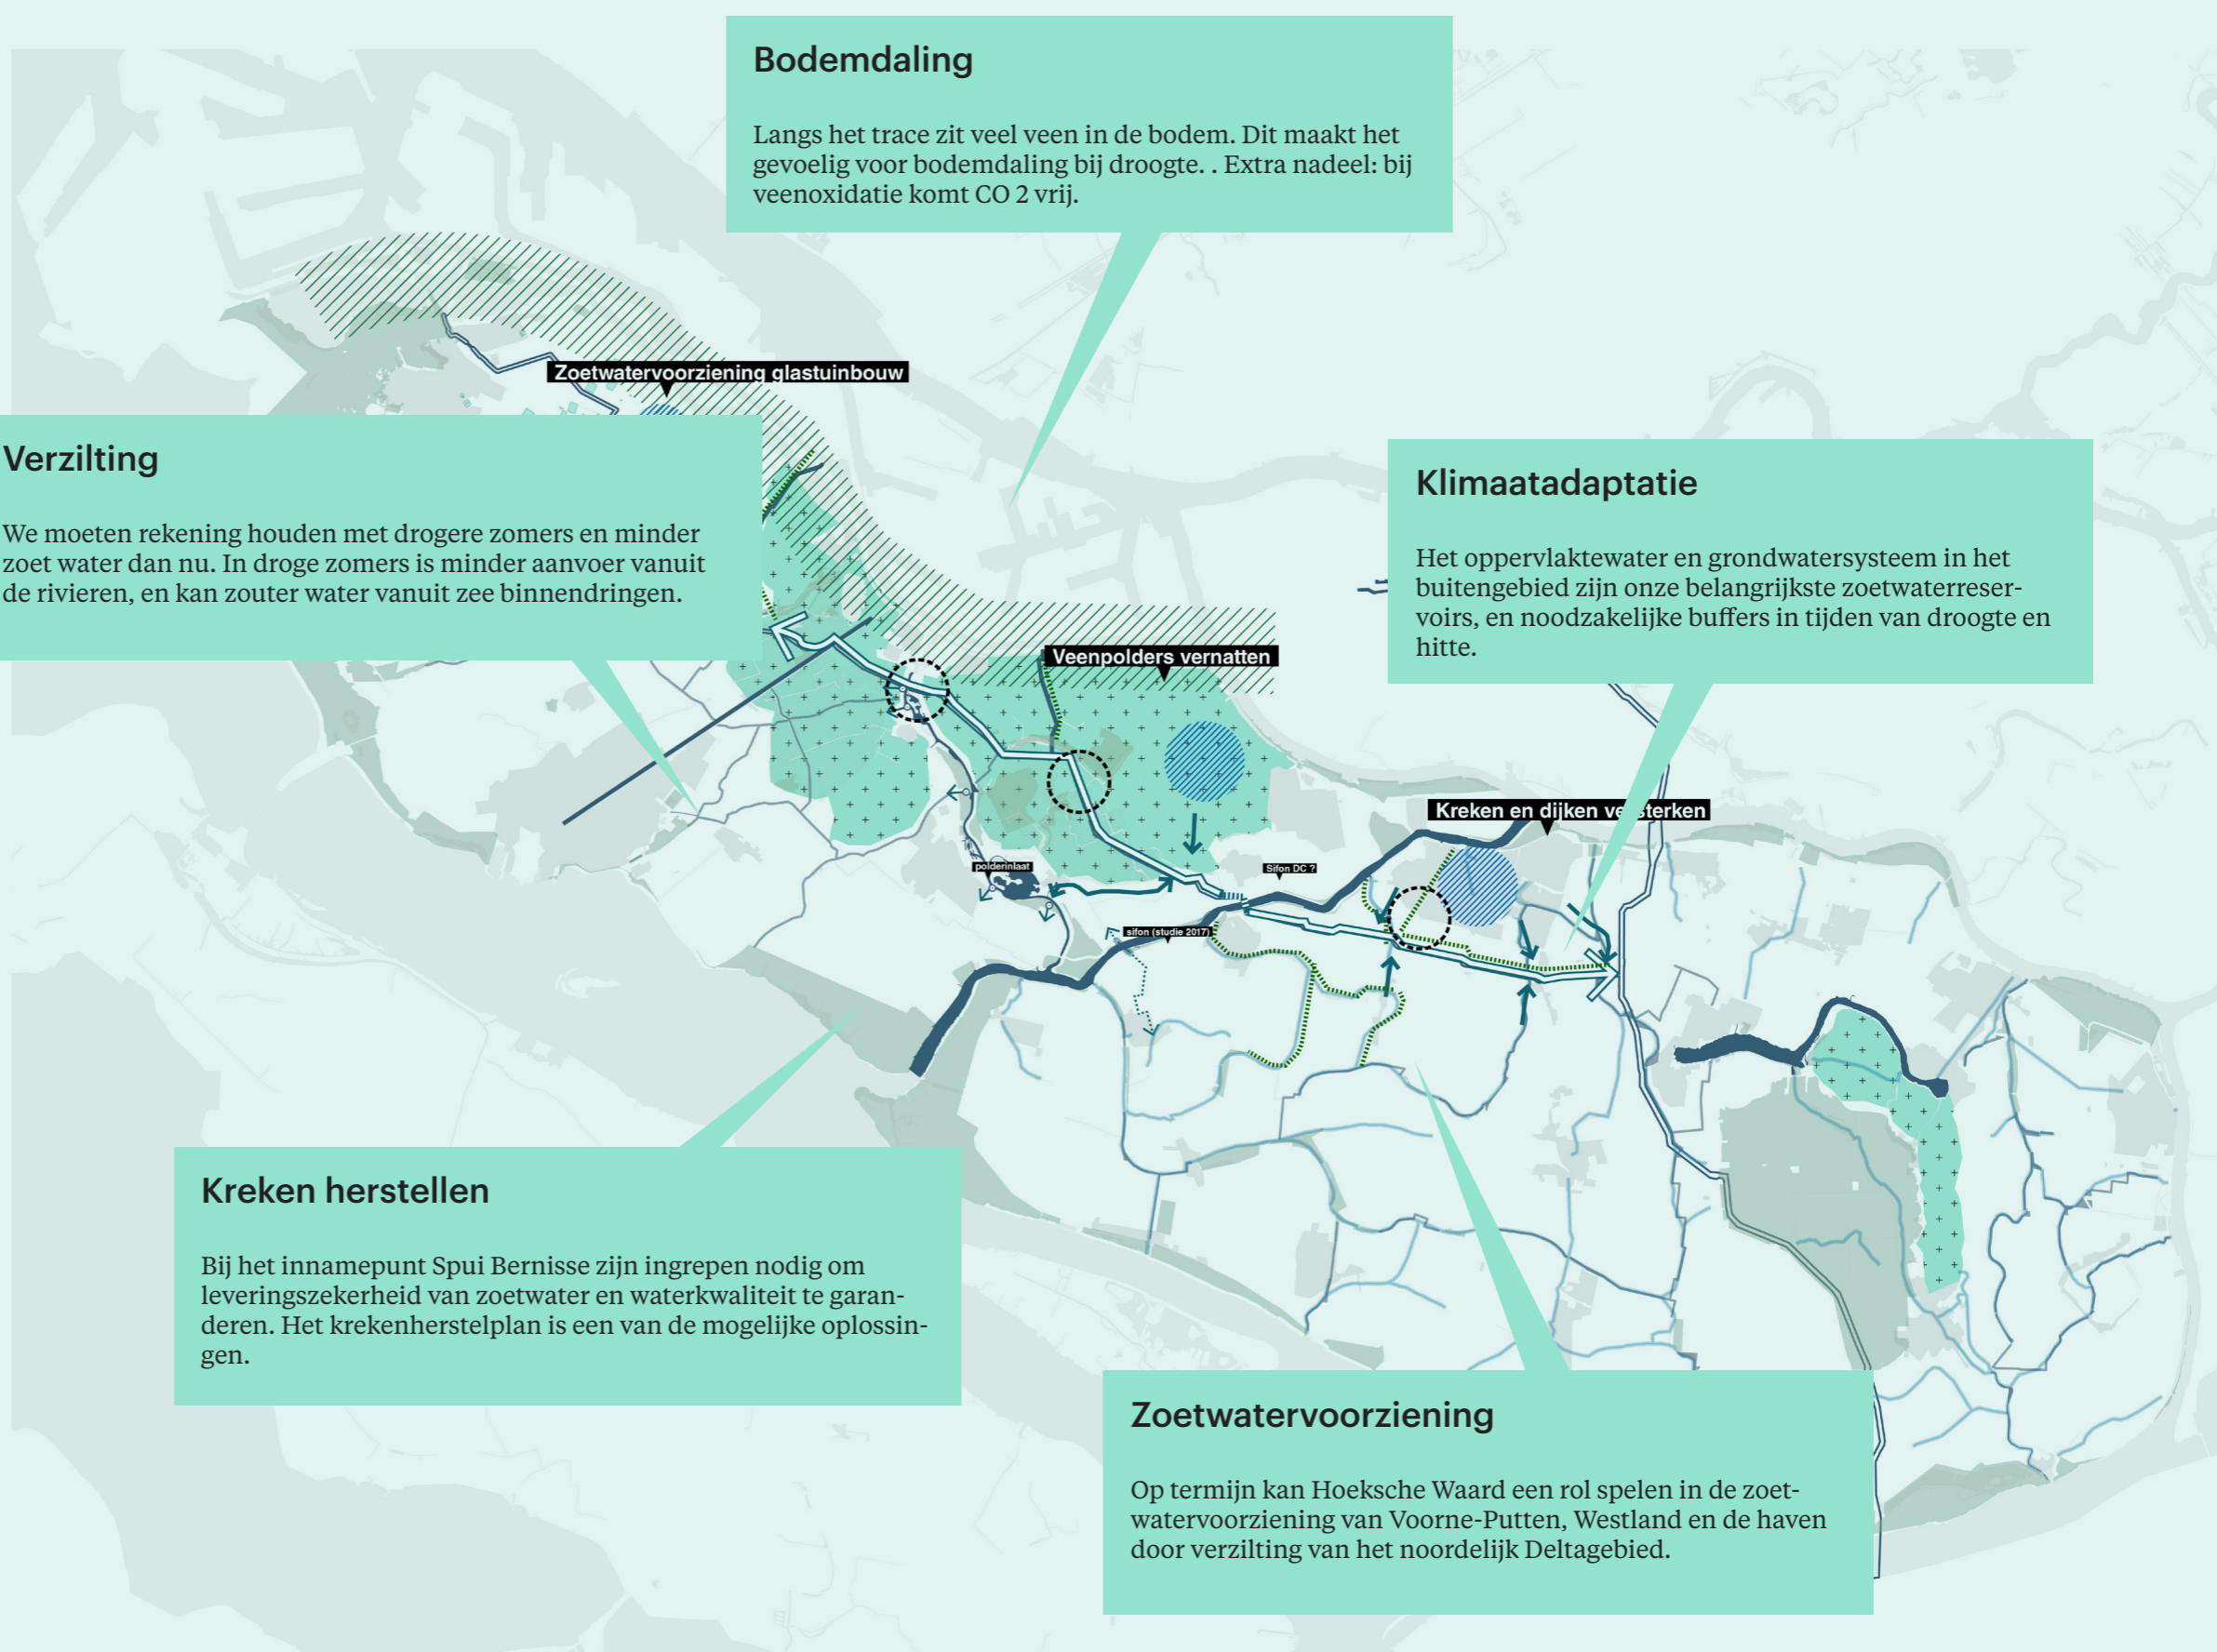 Bodemdaling
Langs het trace zit veel veen in de bodem. Dit maakt het
gevoelig voor bodemdaling bij droogte. . Extra nadeel: bij
veenoxidatie komt CO 2 vrij.
Zoetwatervoorziening glastuinbouw
Verzilting
We moeten rekening houden met drogere zomers en minder
zoet water dan nu. In droge zomers is minder aanvoer vanuit
de rivieren, en kan zouter water vanuit zee binnendringen.
Klimaatadaptatie
Het oppervlaktewater en grondwatersysteem in het
buitengebied zijn onze belangrijkste zoetwaterreser-
voirs, en noodzakelijke buffers in tijden van droogte en
hitte.
Veenpolders vernatten
Kreken en dijken versterken
polderinlaat
Sifon DC ?
sifon (studie 2017)
Kreken herstellen
Bij het innamepunt Spui Bernisse zijn ingrepen nodig om
leveringszekerheid van zoetwater en waterkwaliteit te garan-
deren. Het krekenherstelplan is een van de mogelijke oplossin-
gen.
Zoetwatervoorziening
Op termijn kan Hoeksche Waard een rol spelen in de zoet-
watervoorziening van Voorne-Putten, Westland en de haven
door verzilting van het noordelijk Deltagebied.